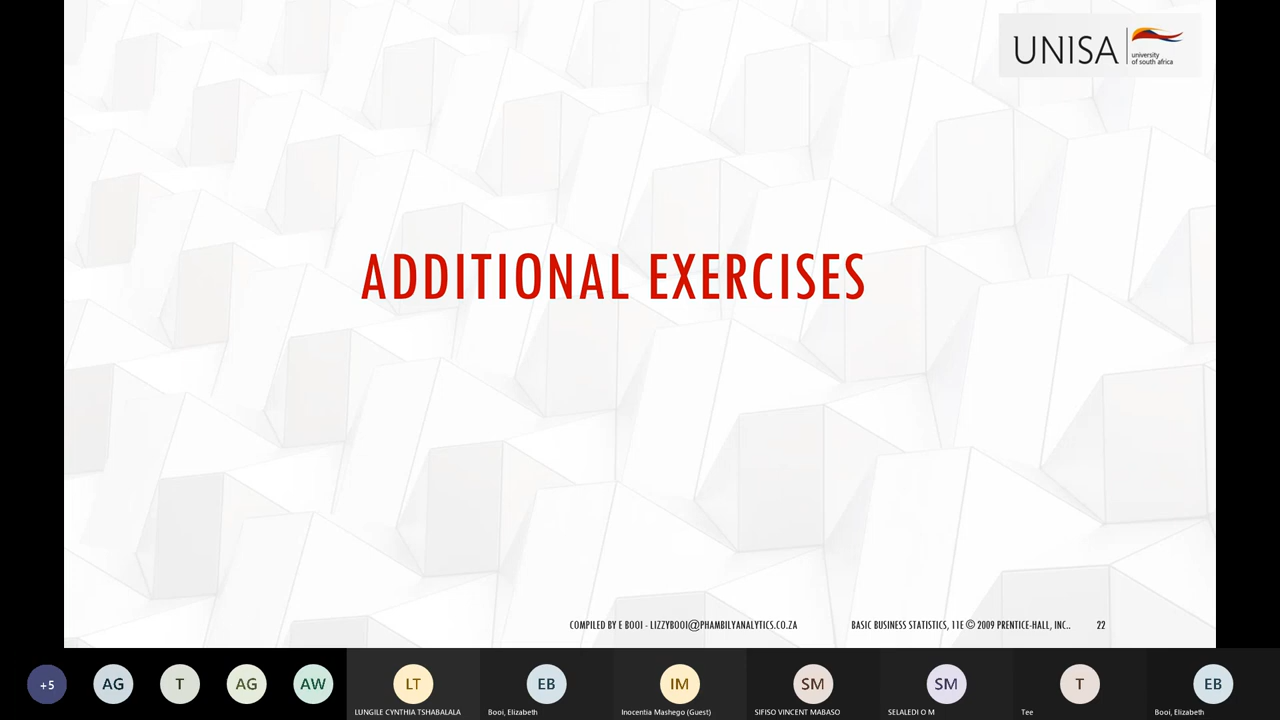 UNISA
university
of south africa
ADDITIONAL EXERCISES
COMPILED BY E BOOI - LIZZYBOOI@PHAMBILYANALYTICS.CO.ZA BASIC BUSINESS STATISTICS, 11E © 2009 PRENTICE-HALL, INC.. 22
+5 AG T AG AW LT EB IM SM SM T EB
LUNGILE CYNTHIA TSHABALALA Booi, Elizabeth Inocentia Mashego (Guest) SIFISO VINCENT MABASO SELALEDI O M Tee Booi, Elizabeth